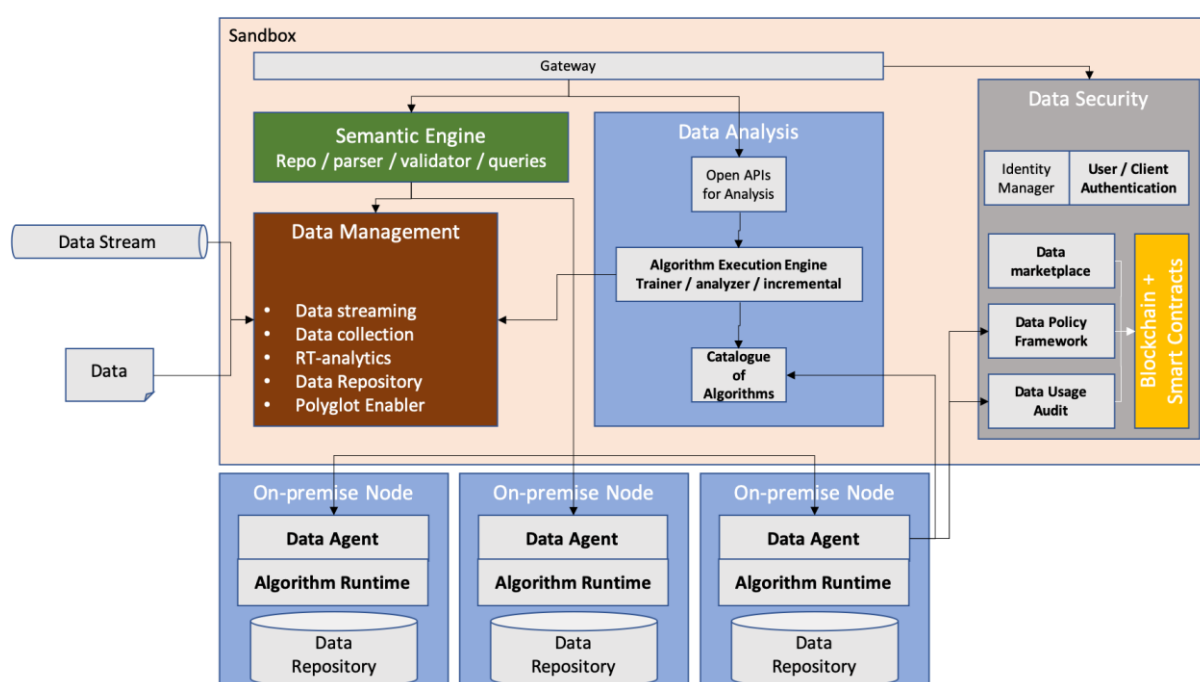 Sandbox
Gateway
Semantic Engine
Repo / parser / validator / queries
Data Analysis
Open APIs
for Analysis
Algorithm Execution Engine
Trainer / analyzer / incremental
Catalogue
of
Algorithms
Data Security
Identity
Manager
User / Client
Authentication
Data
marketplace
Data Policy
Framework
Data Usage
Audit
Blockchain +
Smart Contracts
Data Stream
Data
Data Management
• Data streaming
• Data collection
• RT-analytics
• Data Repository
• Polyglot Enabler
On-premise Node
Data Agent
Algorithm Runtime
Data
Repository
On-premise Node
Data Agent
Algorithm Runtime
Data
Repository
On-premise Node
Data Agent
Algorithm Runtime
Data
Repository